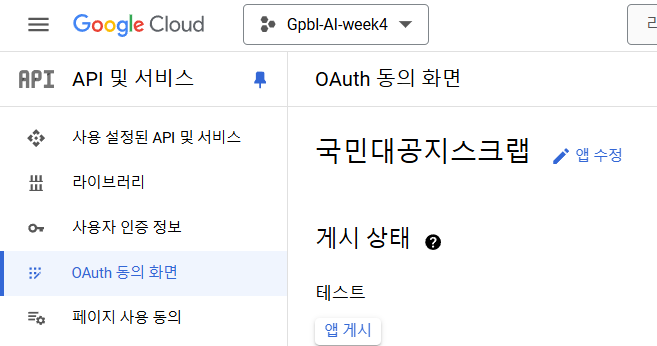 Google Cloud
Gpbl-AI-week4
API API 및 서비스
OAuth 동의 화면
사용 설정된 API 및 서비스
라이브러리
사용자 인증 정보
OAuth 동의 화면
페이지 사용 동의
국민대공지스크랩
앱 수정
게시 상태
테스트
앱 게시